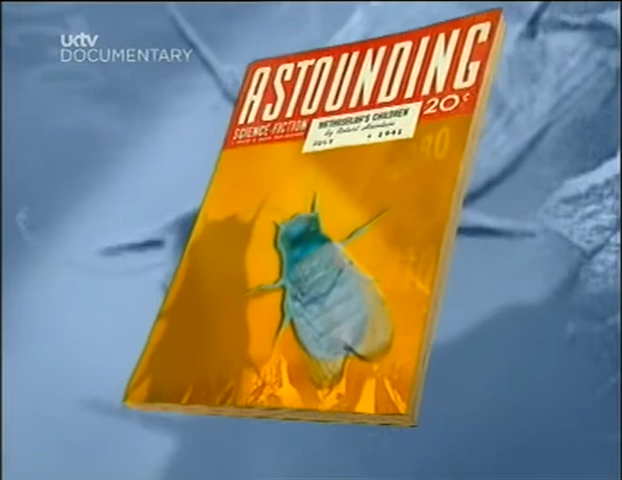 uktv
DOCUMENTARY
ASTOUNDING
SCIENCE-FICTION
20¢
METHUSELAH'S CHILDREN
by Robert Heinlein
JULY • 1941